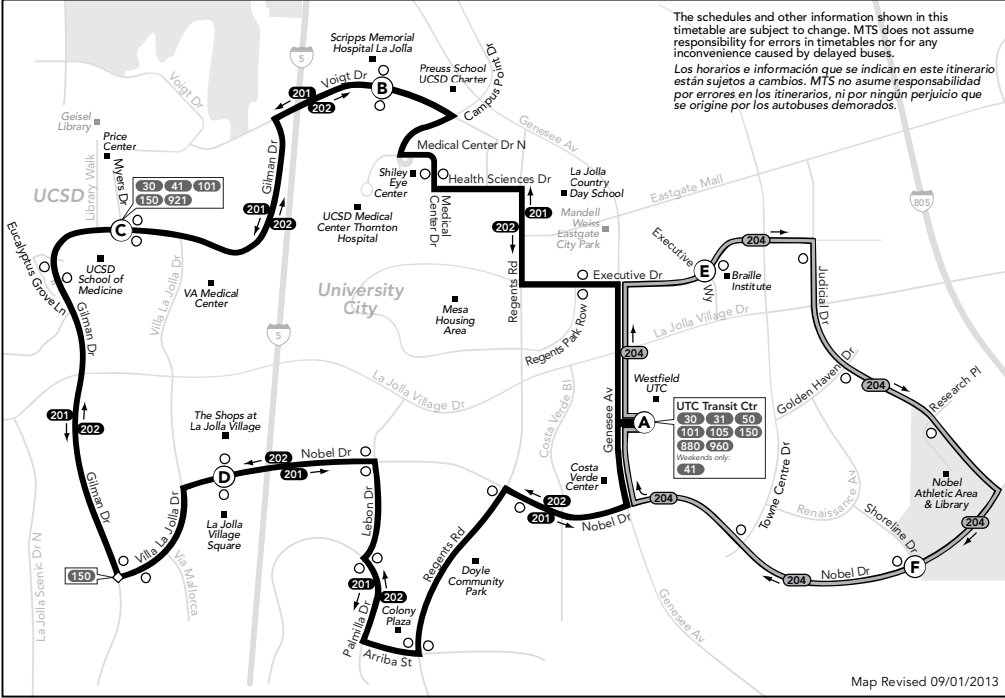 The schedules and other information shown in this
timetable are subject to change. MTS does not assume
responsibility for errors in timetables nor for any
inconvenience caused by delayed buses.
Los horarios e información que se indican en este itinerario
están sujetos a cambios. MTS no asume responsabilidad
por errores en los itinerarios, ni por ningún perjuicio que
se origine por los autobuses demorados.
Scripps Memorial
Hospital La Jolla
Preuss School
UCSD Charter
Campus Point Dr
5
Voigt Dr
B
201
202
Voigt Dr
Genesee Av
Geisel
Library
Price
Center
Myers Dr
Library Walk
UCSD
30 41 101
150 921
Gilman Dr
201
202
Medical Center Dr N
Shiley
Eye
Center
Health Sciences Dr
Medical
Center Dr
La Jolla
Country
Day School
Eastgate Mall
805
UCSD Medical
Center Thornton
Hospital
201
202
Mandell
Weiss
Eastgate
City Park
C
Eucalyptus Grove Ln
UCSD
School of
Medicine
VA Medical
Center
Villa La Jolla Dr
University
City
Mesa
Housing
Area
Regents Rd
Executive Dr
Executive
Wy
E
204
Braille
Institute
Judicial Dr
La Jolla Village Dr
Regents Park Row
5
Gilman Dr
204
Westfield
UTC
A
UTC Transit Ctr
30 31 50
101 105 150
880 960
Weekends only:
41
Golden Haven Dr
204
Research Pl
La Jolla Village Dr
Costa Verde Bl
Genesee Av
201
202
The Shops at
La Jolla Village
202
201
Nobel Dr
D
Costa
Verde
Center
Towne Centre Dr
Renaissance Av
Nobel
Athletic Area
& Library
204
Gilman Dr
Villa La Jolla Dr
La Jolla
Village
Square
Lebon Dr
202
201
Nobel Dr
204
Shoreline Dr
F
150
La Jolla Scenic Dr N
Via Mallorca
Regents Rd
Doyle
Community
Park
204
Nobel Dr
201
202
Palmilla Dr
Colony
Plaza
Arriba St
Genesee Av
Map Revised 09/01/2013